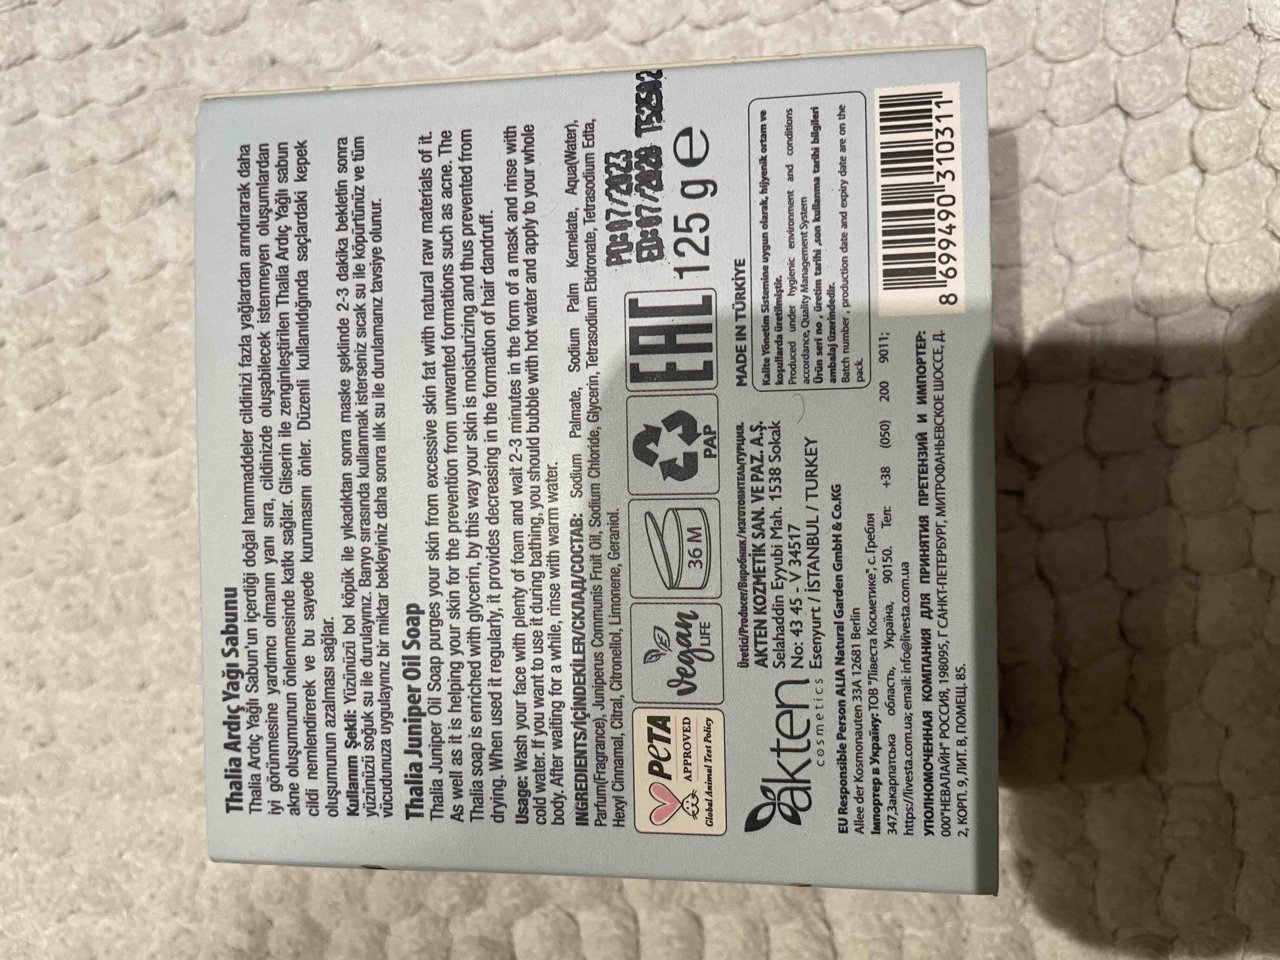 Thalia Ardıç Yağı Sabunu
Thalia Ardıç Yağlı Sabun'un içerdiği doğal hammaddeler cildinizi fazla yağlardan arındırarak daha
iyi görünmesine yardımcı olmanın yanı sıra, cildinizde oluşabilecek istenmeyen oluşumlardan
akne oluşumunun önlenmesinde katkı sağlar. Gliserin ile zenginleştirilen Thalia Ardıç Yağlı sabun
cildi nemlendirerek ve bu sayede kurumasını önler. Düzenli kullanıldığında saçlardaki kepek
oluşumunun azalması sağlar.
Kullanım Şekli: Yüzünüzü bol köpük ile yıkadıktan sonra maske şeklinde 2-3 dakika bekletin sonra
yüzünüzü soğuk su ile durulayınız. Banyo sırasında kullanmak isterseniz sıcak su ile köpürtünüz ve tüm
vücudunuza uygulayınız bir miktar bekleyiniz daha sonra ılık su ile durulamanız tavsiye olunur.
Thalia Juniper Oil Soap
Thalia Juniper Oil Soap purges your skin from excessive skin fat with natural raw materials of it.
As well as it is helping your skin for the prevention from unwanted formations such as acne. The
Thalia soap is enriched with glycerin, by this way your skin is moisturizing and thus prevented from
drying. When used it regularly, it provides decreasing in the formation of hair dandruff.
Usage: Wash your face with plenty of foam and wait 2-3 minutes in the form of a mask and rinse with
cold water. If you want to use it during bathing, you should bubble with hot water and apply to your whole
body. After waiting for a while, rinse with warm water.
INGREDIENTS/İÇİNDEKİLER/СКЛАД/СОСТАВ: Sodium Palmate, Sodium Palm Kernelate, Aqua(Water),
Parfum(Fragrance), Juniperus Communis Fruit Oil, Sodium Chloride, Glycerin, Tetrasodium Etidronate, Tetrasodium Edta,
Hexyl Cinnamal, Citral, Citronellol, Limonene, Geraniol.
PeTA
APPROVED
Global Animal Test Policy
vegan
LIFE
36 M
PAP
EAC
PD:07/2023
ED:07/2028 TS2502
125 g e
akten
cosmetics
Üretici/Producer/Виробник/изготовитель/турция.
AKTEN KOZMETİK SAN. VE PAZ. A.Ş.
Selahaddin Eyyubi Mah. 1538 Sokak
No: 43 45 - V 34517
Esenyurt / İSTANBUL / TURKEY
MADE IN TÜRKİYE
Kalite Yönetim Sistemine uygun olarak, hijyenik ortam ve
koşullarda üretilmiştir.
Produced under hygienic environment and conditions
accordance, Quality Management System
Ürün seri no , üretim tarihi ,son kullanma tarihi bilgileri
ambalaj üzerindedir.
Batch number , production date and expiry date are on the
pack.
EU Responsible Person ALIA Natural Garden GmbH & Co.KG
Allee der Kosmonauten 33A 12681 Berlin
Імпортер в Україну: ТОВ "Лівеста Косметике", с. Гребля
347,Закарпатська область, Україна, 90150. Тел: +38 (050) 200 9011;
https://livesta.com.ua; email: info@livesta.com.ua
УПОЛНОМОЧЕННАЯ КОМПАНИЯ ДЛЯ ПРИНЯТИЯ ПРЕТЕНЗИЙ И ИМПОРТЕР:
ООО"НЕВАЛАЙН" РОССИЯ, 198095, Г САНКТ-ПЕТЕРБУРГ, МИТРОФАНЬЕВСКОЕ ШОССЕ, Д.
2, КОРП. 9, ЛИТ. В, ПОМЕЩ. 85.
8 699490 310311